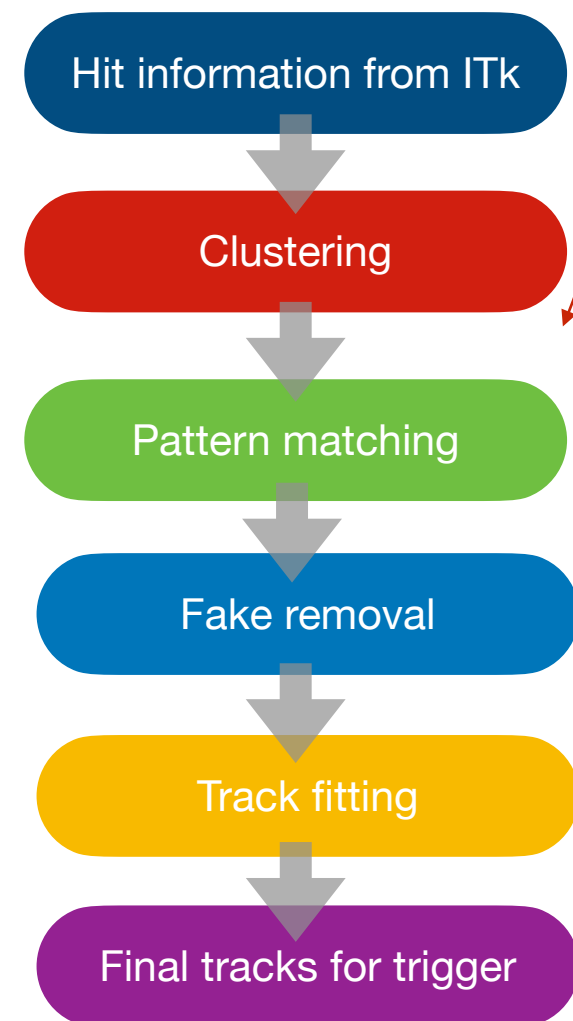 Hit information from ITk
Clustering
Pattern matching
Fake removal
Track fitting
Final tracks for trigger